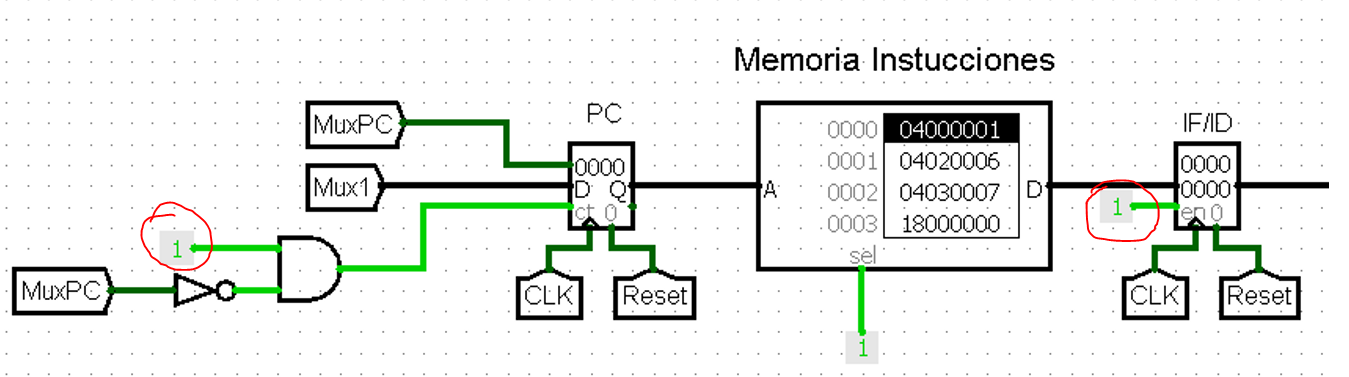 Memoria Instucciones
PC
IF/ID
MuxPC
0000
D Q
ct 0
Mux1
0000 04000001
0001 04020006
0002 04030007
0003 18000000
A
D
sel
1
0000
0000
en 0
1
1
MuxPC
CLK
Reset
CLK
Reset